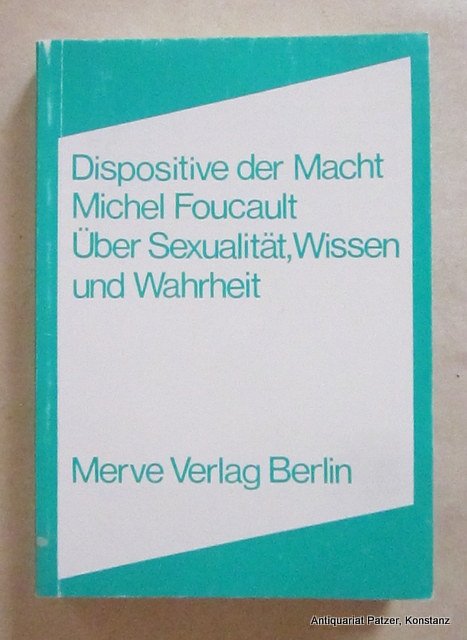 Dispositive der Macht
Michel Foucault
Über Sexualität, Wissen
und Wahrheit
Merve Verlag Berlin
Antiquariat Patzer, Konstanz